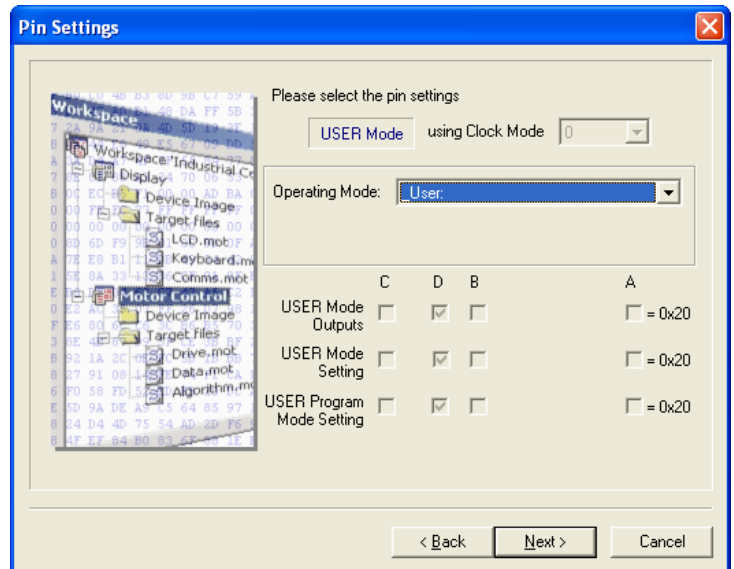 Pin Settings
Please select the pin settings
USER Mode using Clock Mode 0
Operating Mode: _User:
C D B A
USER Mode Outputs = 0x20
USER Mode Setting = 0x20
USER Program Mode Setting = 0x20
Workspace
Workspace 'Industrial Co
Display
Device Image
Target files
LCD.mot
Keyboard.m
Comms.mot
Motor Control
Device Image
Target files
Drive.mot
Data.mot
Algorithm.mo
< Back Next > Cancel